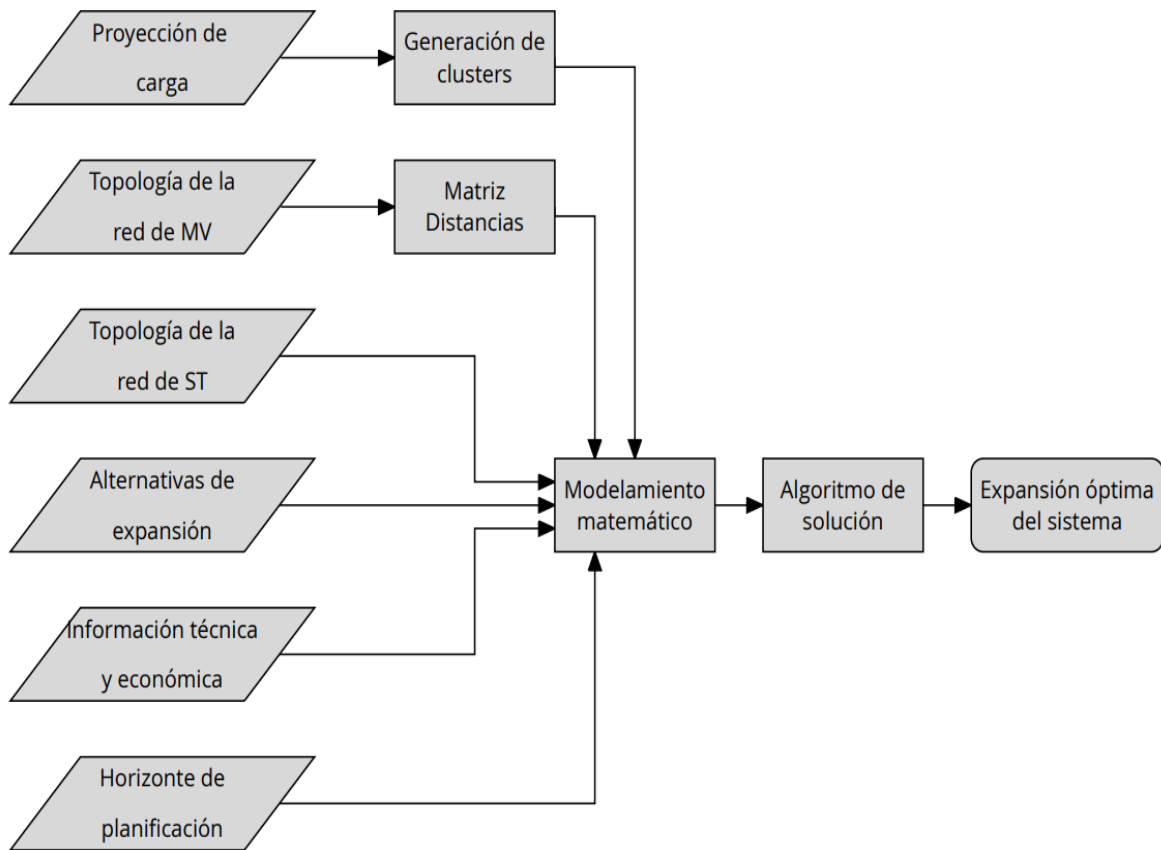 Proyección de
carga
Generación de
clusters
Topología de la
red de MV
Matriz
Distancias
Topología de la
red de ST
Alternativas de
expansión
Modelamiento
matemático
Algoritmo de
solución
Expansión óptima
del sistema
Información técnica
y económica
Horizonte de
planificación